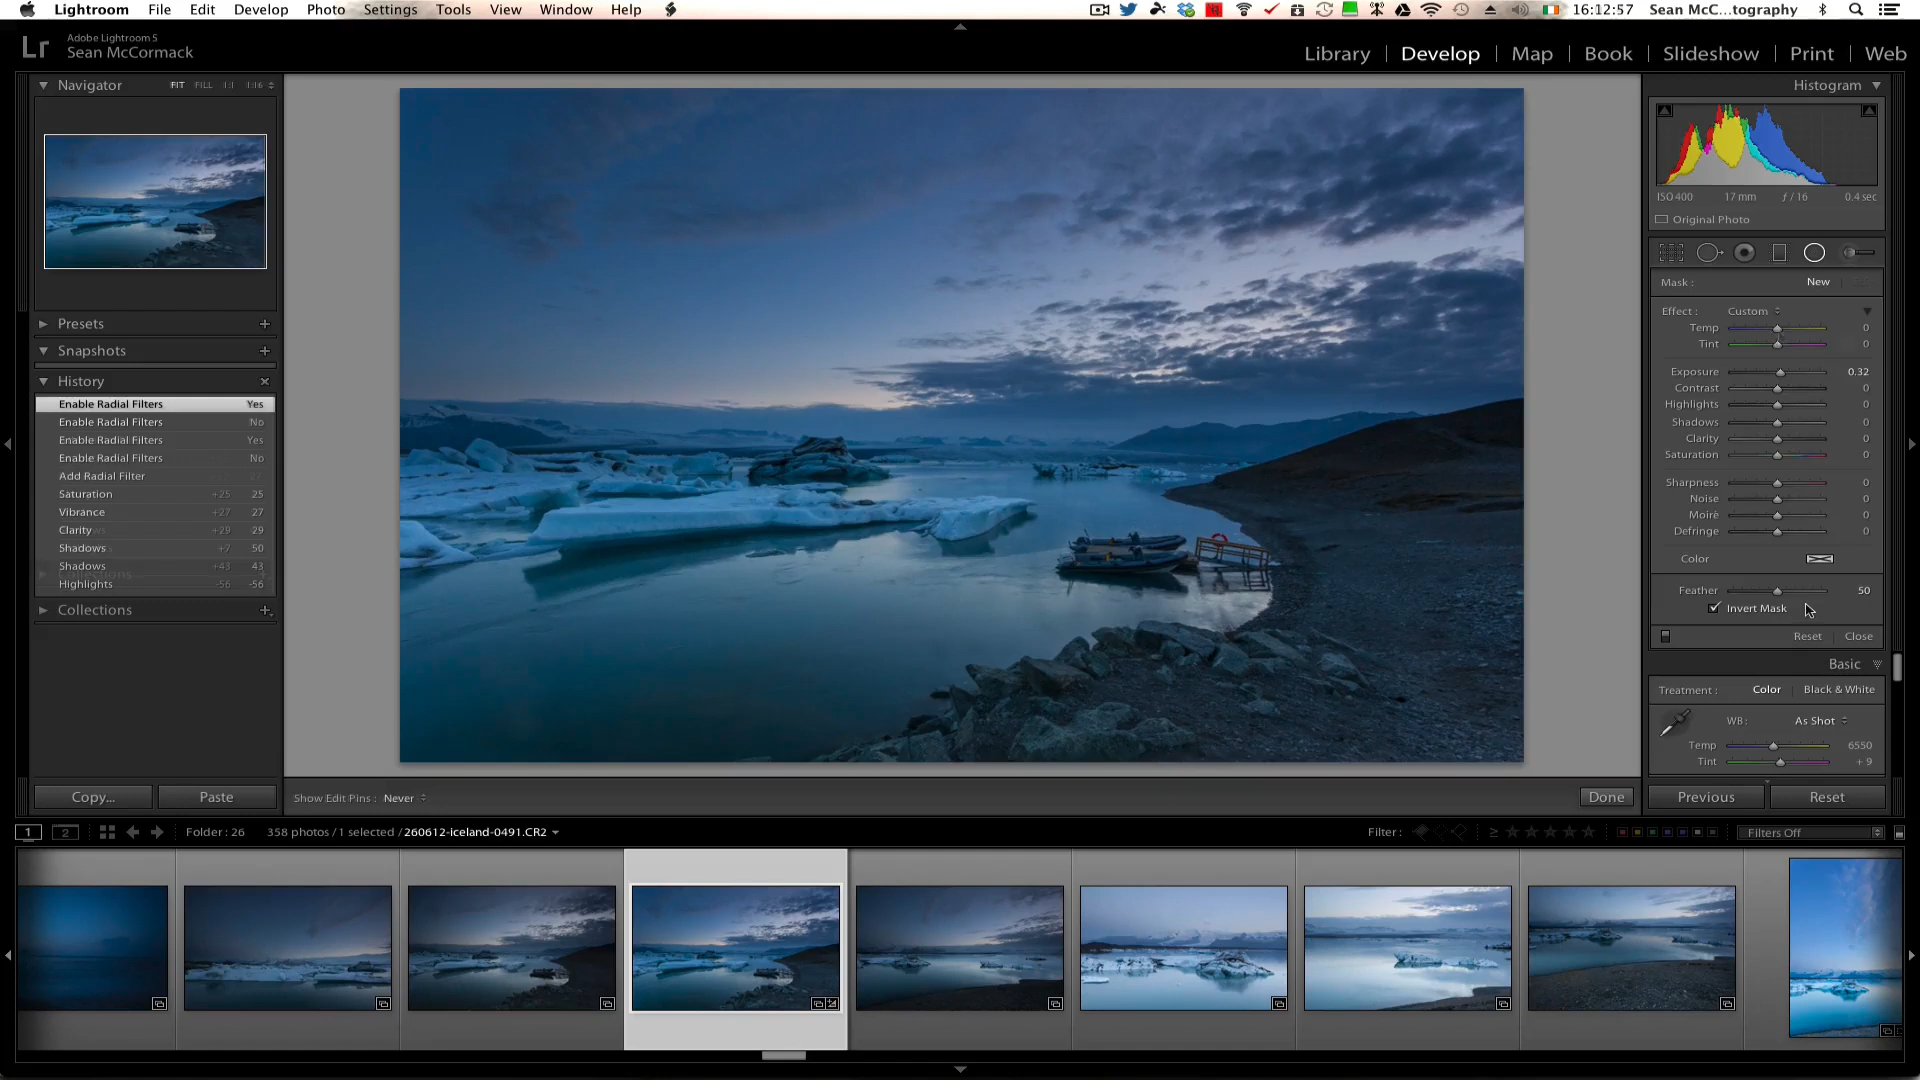 Lightroom File Edit Develop Photo Settings Tools View Window Help 16:12:57 Sean McC...tography
Adobe Lightroom 5
Lr Sean McCormack
Library | Develop | Map | Book | Slideshow | Print | Web
Navigator FIT FILL 1:1 1:16
Histogram
ISO 400 17 mm ƒ / 16 0.4 sec
Original Photo
Mask : New
Effect : Custom
Temp 0
Tint 0
Exposure 0.32
Contrast 0
Highlights 0
Shadows 0
Clarity 0
Saturation 0
Sharpness 0
Noise 0
Moiré 0
Defringe 0
Color
Feather 50
Invert Mask
Reset Close
Basic
Treatment : Color Black & White
WB: As Shot
Temp 6550
Tint + 9
Previous Reset
Presets +
Snapshots +
History ×
Enable Radial Filters Yes
Enable Radial Filters No
Enable Radial Filters Yes
Enable Radial Filters No
Add Radial Filter
Saturation +25 25
Vibrance +27 27
Clarity +29 29
Shadows +7 50
Shadows +43 43
Highlights -56 -56
Collections +
Copy... Paste
Show Edit Pins : Never
Done
1 2 Folder : 26 358 photos / 1 selected / 260612-iceland-0491.CR2
Filter : ≥ Filters Off